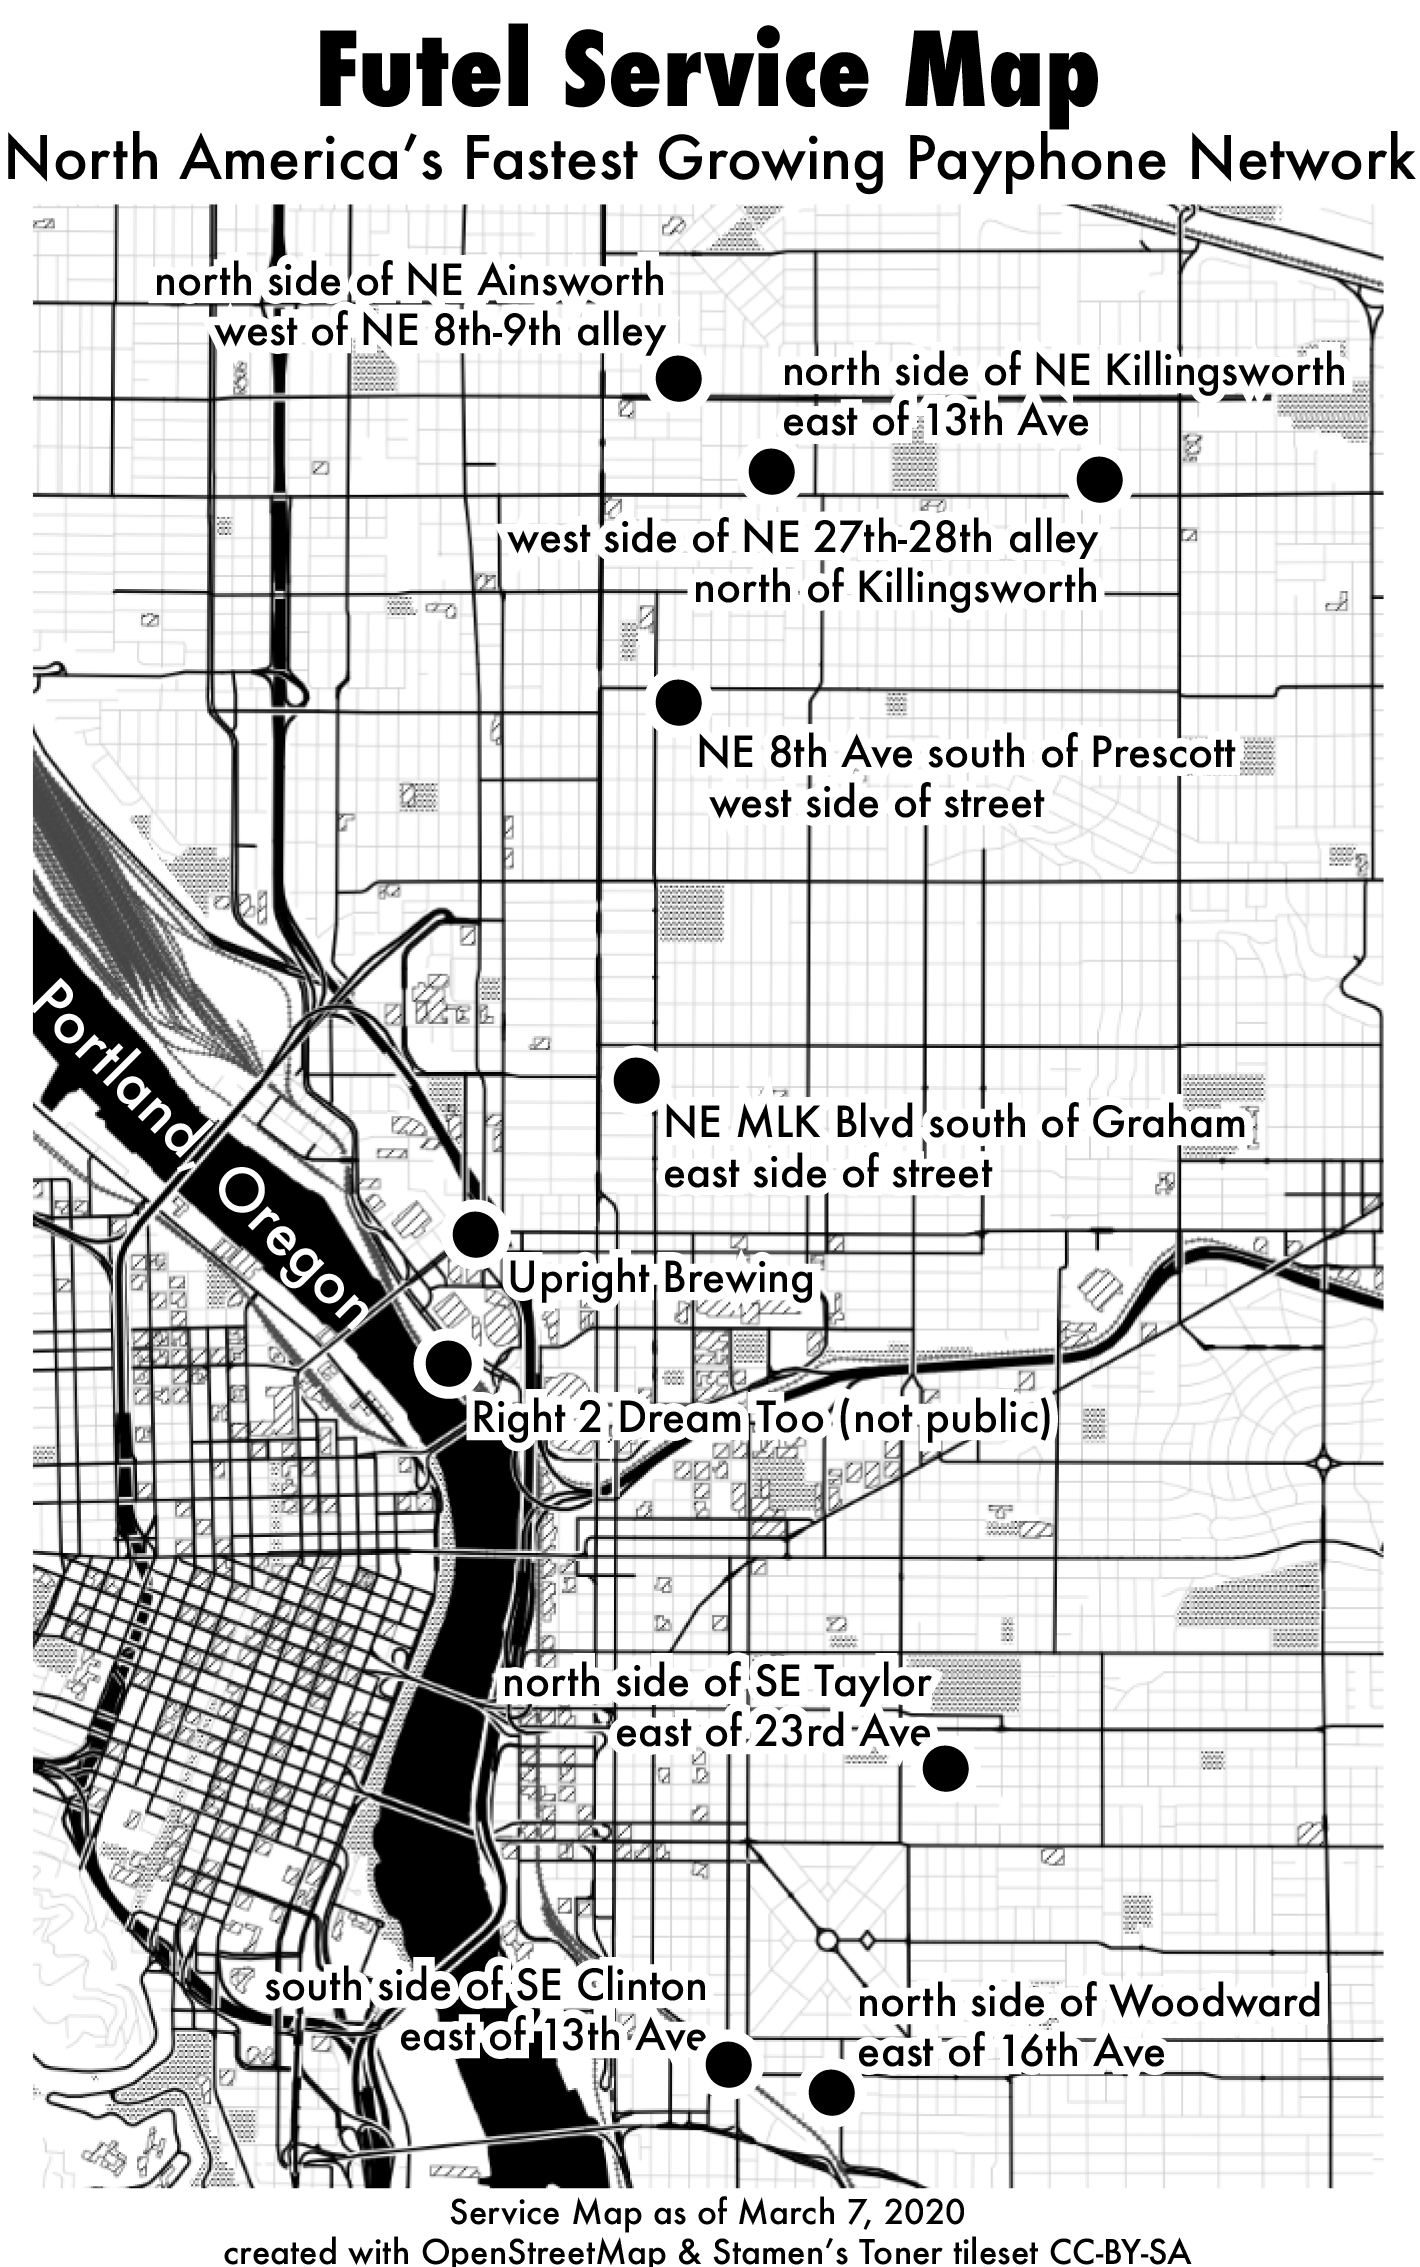 Futel Service Map
North America's Fastest Growing Payphone Network
north side of NE Ainsworth
west of NE 8th-9th alley
north side of NE Killingsworth
east of 13th Ave
west side of NE 27th-28th alley
north of Killingsworth
NE 8th Ave south of Prescott
west side of street
Portland Oregon
NE MLK Blvd south of Graham
east side of street
Upright Brewing
Right 2 Dream Too (not public)
north side of SE Taylor
east of 23rd Ave
south side of SE Clinton
east of 13th Ave
north side of Woodward
east of 16th Ave
Service Map as of March 7, 2020
created with OpenStreetMap & Stamen's Toner tileset CC-BY-SA